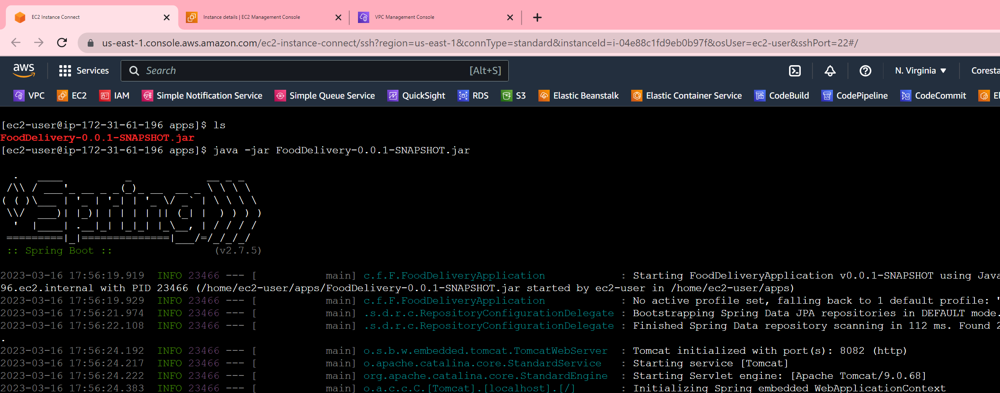 EC2 Instance Connect
Instance details | EC2 Management Console
VPC Management Console
us-east-1.console.aws.amazon.com/ec2-instance-connect/ssh?region=us-east-1&connType=standard&instanceId=i-04e88c1fd9eb0b97f&osUser=ec2-user&sshPort=22#/
aws Services Search [Alt+S] N. Virginia Coresta
VPC EC2 IAM Simple Notification Service Simple Queue Service QuickSight RDS S3 Elastic Beanstalk Elastic Container Service CodeBuild CodePipeline CodeCommit El
[ec2-user@ip-172-31-61-196 apps]$ ls
FoodDelivery-0.0.1-SNAPSHOT.jar
[ec2-user@ip-172-31-61-196 apps]$ java -jar FoodDelivery-0.0.1-SNAPSHOT.jar
  .   ____          _            __ _ _
 /\\ / ___'_ __ _ _(_)_ __  __ _ \ \ \ \
( ( )\___ | '_ | '_| | '_ \/ _` | \ \ \ \
 \\/  ___)| |_)| | | | | || (_| |  ) ) ) )
  '  |____| .__|_| |_|_| |_\__, | / / / /
 =========|_|==============|___/=/_/_/_/
 :: Spring Boot ::                (v2.7.5)
2023-03-16 17:56:19.919  INFO 23466 --- [           main] c.f.F.FoodDeliveryApplication            : Starting FoodDeliveryApplication v0.0.1-SNAPSHOT using Java
96.ec2.internal with PID 23466 (/home/ec2-user/apps/FoodDelivery-0.0.1-SNAPSHOT.jar started by ec2-user in /home/ec2-user/apps)
2023-03-16 17:56:19.929  INFO 23466 --- [           main] c.f.F.FoodDeliveryApplication            : No active profile set, falling back to 1 default profile: "
2023-03-16 17:56:21.974  INFO 23466 --- [           main] .s.d.r.c.RepositoryConfigurationDelegate : Bootstrapping Spring Data JPA repositories in DEFAULT mode.
2023-03-16 17:56:22.108  INFO 23466 --- [           main] .s.d.r.c.RepositoryConfigurationDelegate : Finished Spring Data repository scanning in 112 ms. Found 2
.
2023-03-16 17:56:24.192  INFO 23466 --- [           main] o.s.b.w.embedded.tomcat.TomcatWebServer  : Tomcat initialized with port(s): 8082 (http)
2023-03-16 17:56:24.217  INFO 23466 --- [           main] o.apache.catalina.core.StandardService   : Starting service [Tomcat]
2023-03-16 17:56:24.222  INFO 23466 --- [           main] org.apache.catalina.core.StandardEngine  : Starting Servlet engine: [Apache Tomcat/9.0.68]
2023-03-16 17:56:24.383  INFO 23466 --- [           main] o.a.c.c.C.[Tomcat].[localhost].[/]       : Initializing Spring embedded WebApplicationContext